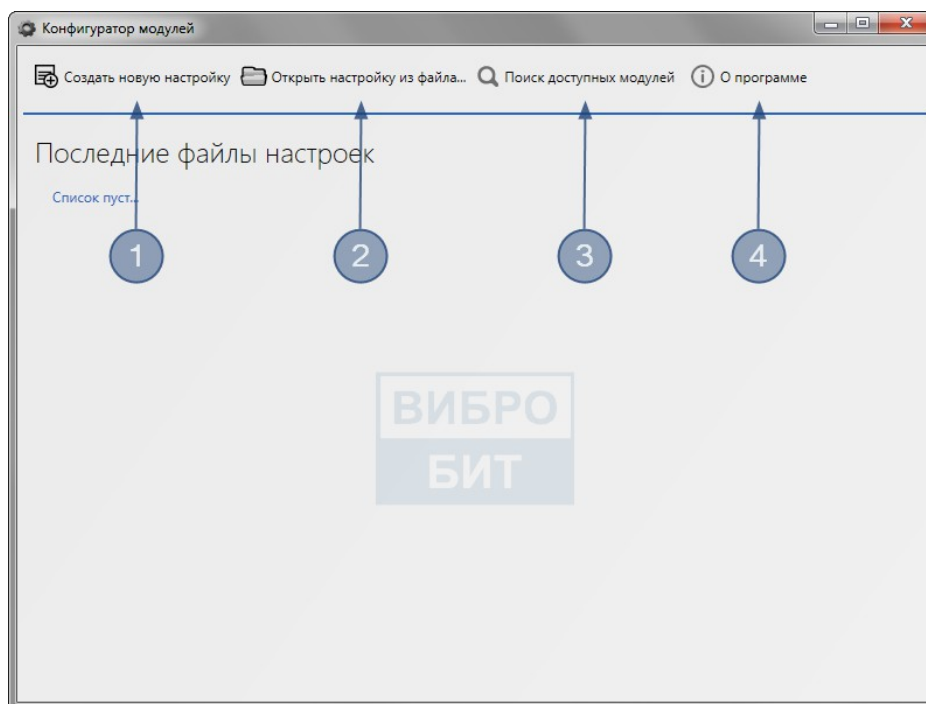 Конфигуратор модулей
Создать новую настройку Открыть настройку из файла... Поиск доступных модулей О программе
Последние файлы настроек
Список пуст...
1 2 3 4
ВИБРО
БИТ